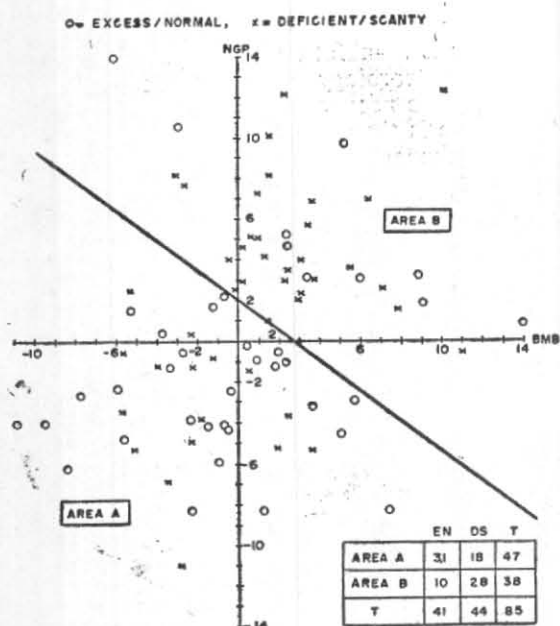 O= EXCESS/NORMAL, x= DEFICIENT/SCANTY
NGP
14
10
6
AREA B
2
-10 -6 -2 2 6 10 14 BMB
-2
-6
AREA A
-10
-14
EN DS T
AREA A 31 18 47
AREA B 10 28 38
T 41 44 85